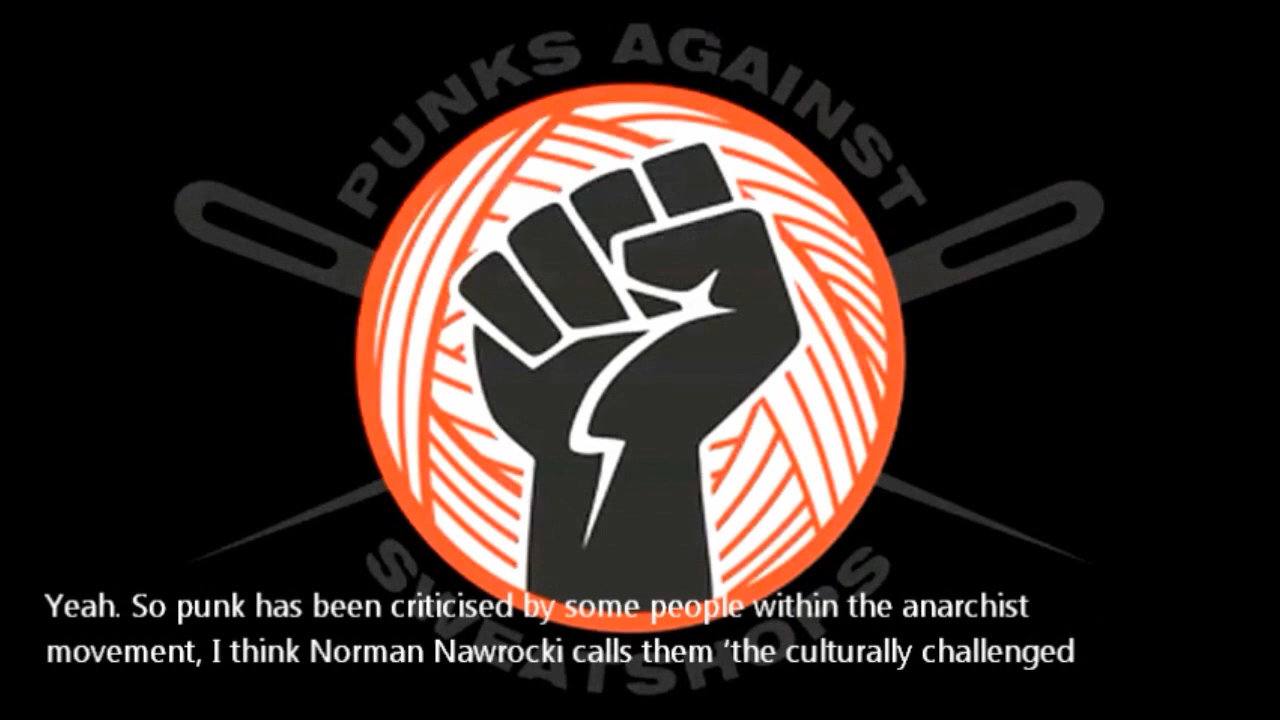 PUNKS AGAINST
SWEATSHOPS
Yeah. So punk has been criticised by some people within the anarchist
movement, I think Norman Nawrocki calls them ‘the culturally challenged